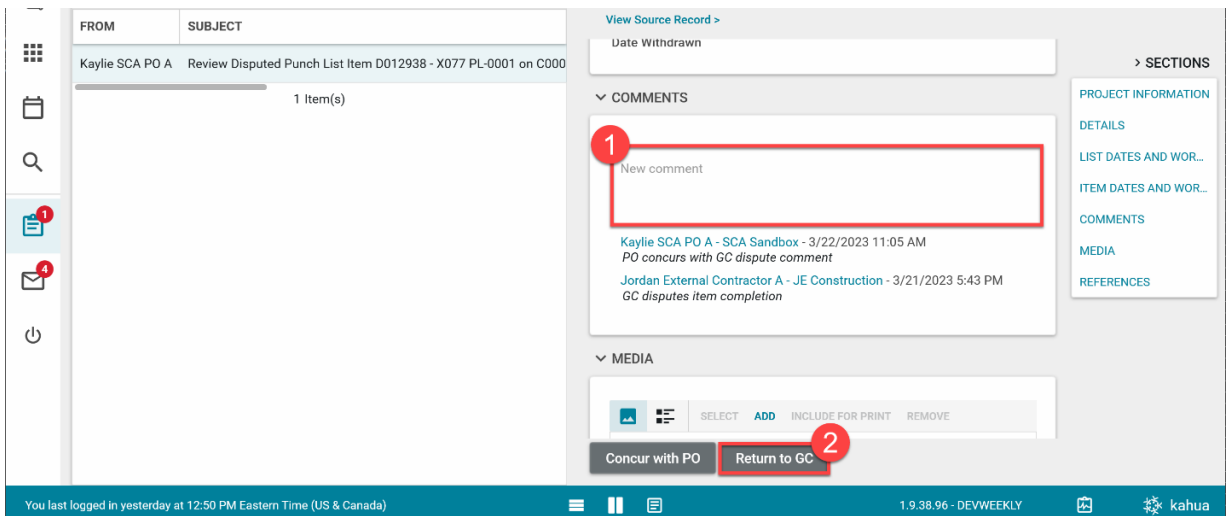 FROM SUBJECT
Kaylie SCA PO A Review Disputed Punch List Item D012938 - X077 PL-0001 on C000
1 Item(s)
1
4
View Source Record >
Date Withdrawn
COMMENTS
1
New comment
Kaylie SCA PO A - SCA Sandbox - 3/22/2023 11:05 AM
PO concurs with GC dispute comment
Jordan External Contractor A - JE Construction - 3/21/2023 5:43 PM
GC disputes item completion
MEDIA
SELECT ADD INCLUDE FOR PRINT REMOVE
Concur with PO Return to GC 2
> SECTIONS
PROJECT INFORMATION
DETAILS
LIST DATES AND WOR...
ITEM DATES AND WOR...
COMMENTS
MEDIA
REFERENCES
You last logged in yesterday at 12:50 PM Eastern Time (US & Canada) 1.9.38.96 - DEVWEEKLY kahua